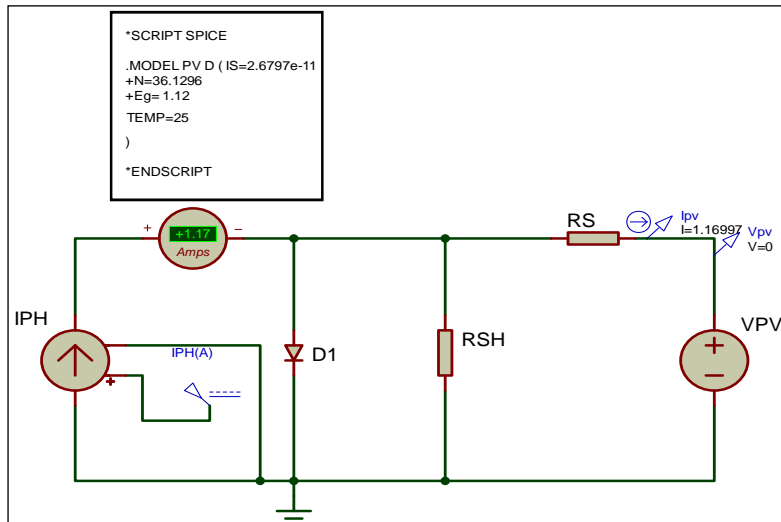 *SCRIPT SPICE
.MODEL PV D ( IS=2.6797e-11
+N=36.1296
+Eg= 1.12
TEMP=25
)
*ENDSCRIPT
+ +1.17 −
Amps
RS
Ipv
I=1.16997
Vpv
V=0
IPH
IPH(A)
D1
RSH
VPV